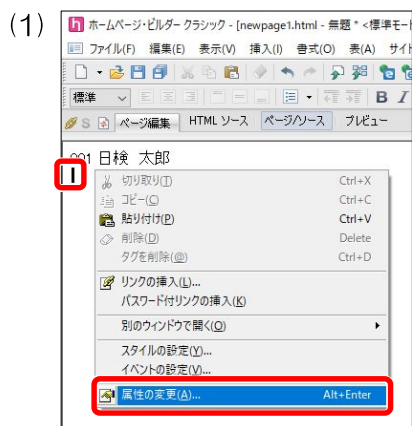 (1)
ホームページ・ビルダー クラシック - [newpage1.html - 無題 * <標準モー
ファイル(F) 編集(E) 表示(V) 挿入(I) 書式(O) 表(A) サイ
標準 B I
S ページ編集 HTML ソース ページ/ソース プレビュー
001 日検 太郎
切り取り(T) Ctrl+X
コピー(C) Ctrl+C
貼り付け(P) Ctrl+V
削除(D) Delete
タグを削除(@) Ctrl+D
リンクの挿入(L)...
パスワード付リンクの挿入(K)
別のウィンドウで開く(O)
スタイルの設定(Y)...
イベントの設定(V)...
属性の変更(A)... Alt+Enter